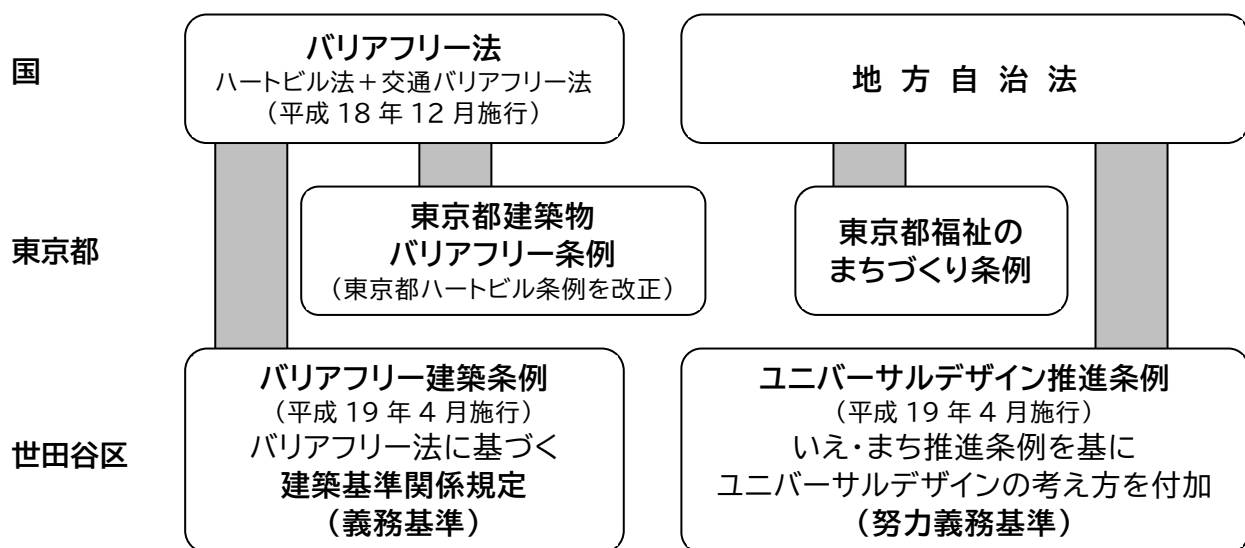 国
バリアフリー法
ハートビル法＋交通バリアフリー法
（平成 18 年 12 月施行）
地 方 自 治 法
東京都
東京都建築物
バリアフリー条例
（東京都ハートビル条例を改正）
東京都福祉の
まちづくり条例
世田谷区
バリアフリー建築条例
（平成 19 年 4 月施行）
バリアフリー法に基づく
建築基準関係規定
（義務基準）
ユニバーサルデザイン推進条例
（平成 19 年 4 月施行）
いえ・まち推進条例を基に
ユニバーサルデザインの考え方を付加
（努力義務基準）